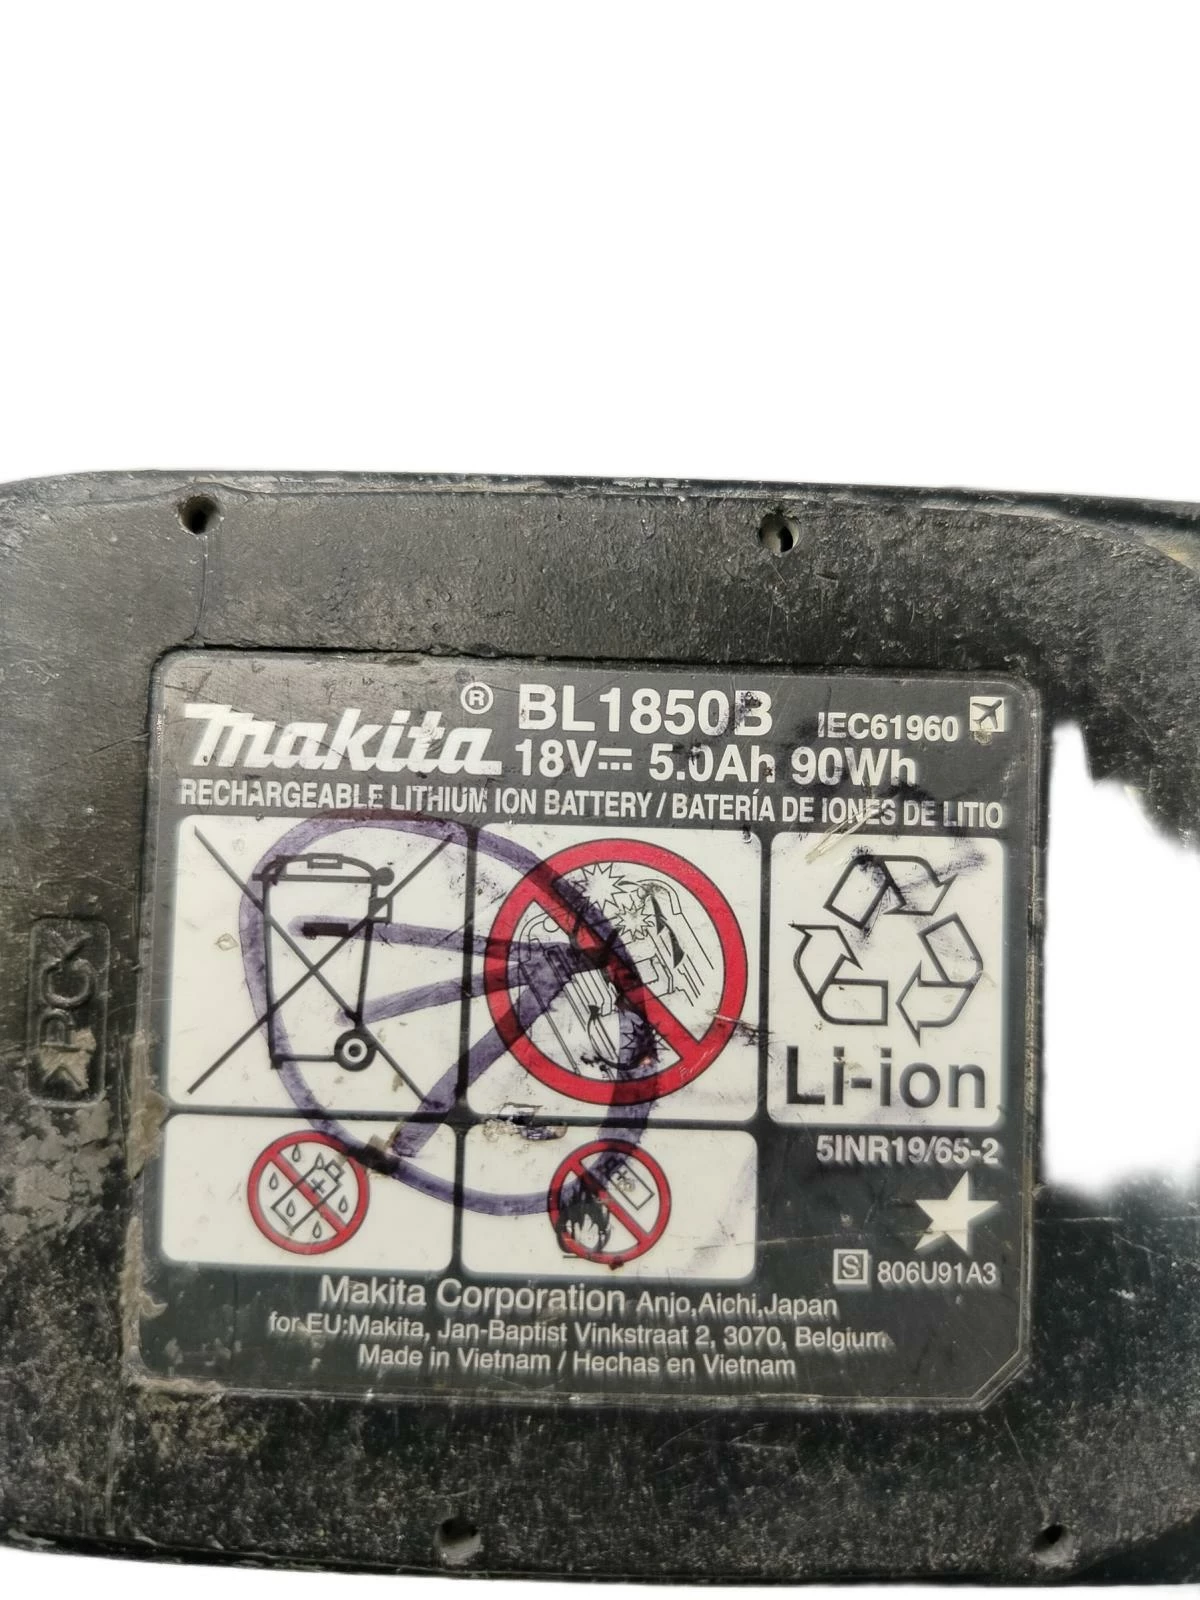 Makita® BL1850B IEC61960
18V 5.0Ah 90Wh
RECHARGEABLE LITHIUM ION BATTERY / BATERÍA DE IONES DE LITIO
Li-ion
5INR19/65-2
S 806U91A3
Makita Corporation Anjo,Aichi,Japan
for EU:Makita, Jan-Baptist Vinkstraat 2, 3070, Belgium
Made in Vietnam / Hechas en Vietnam
>PC<